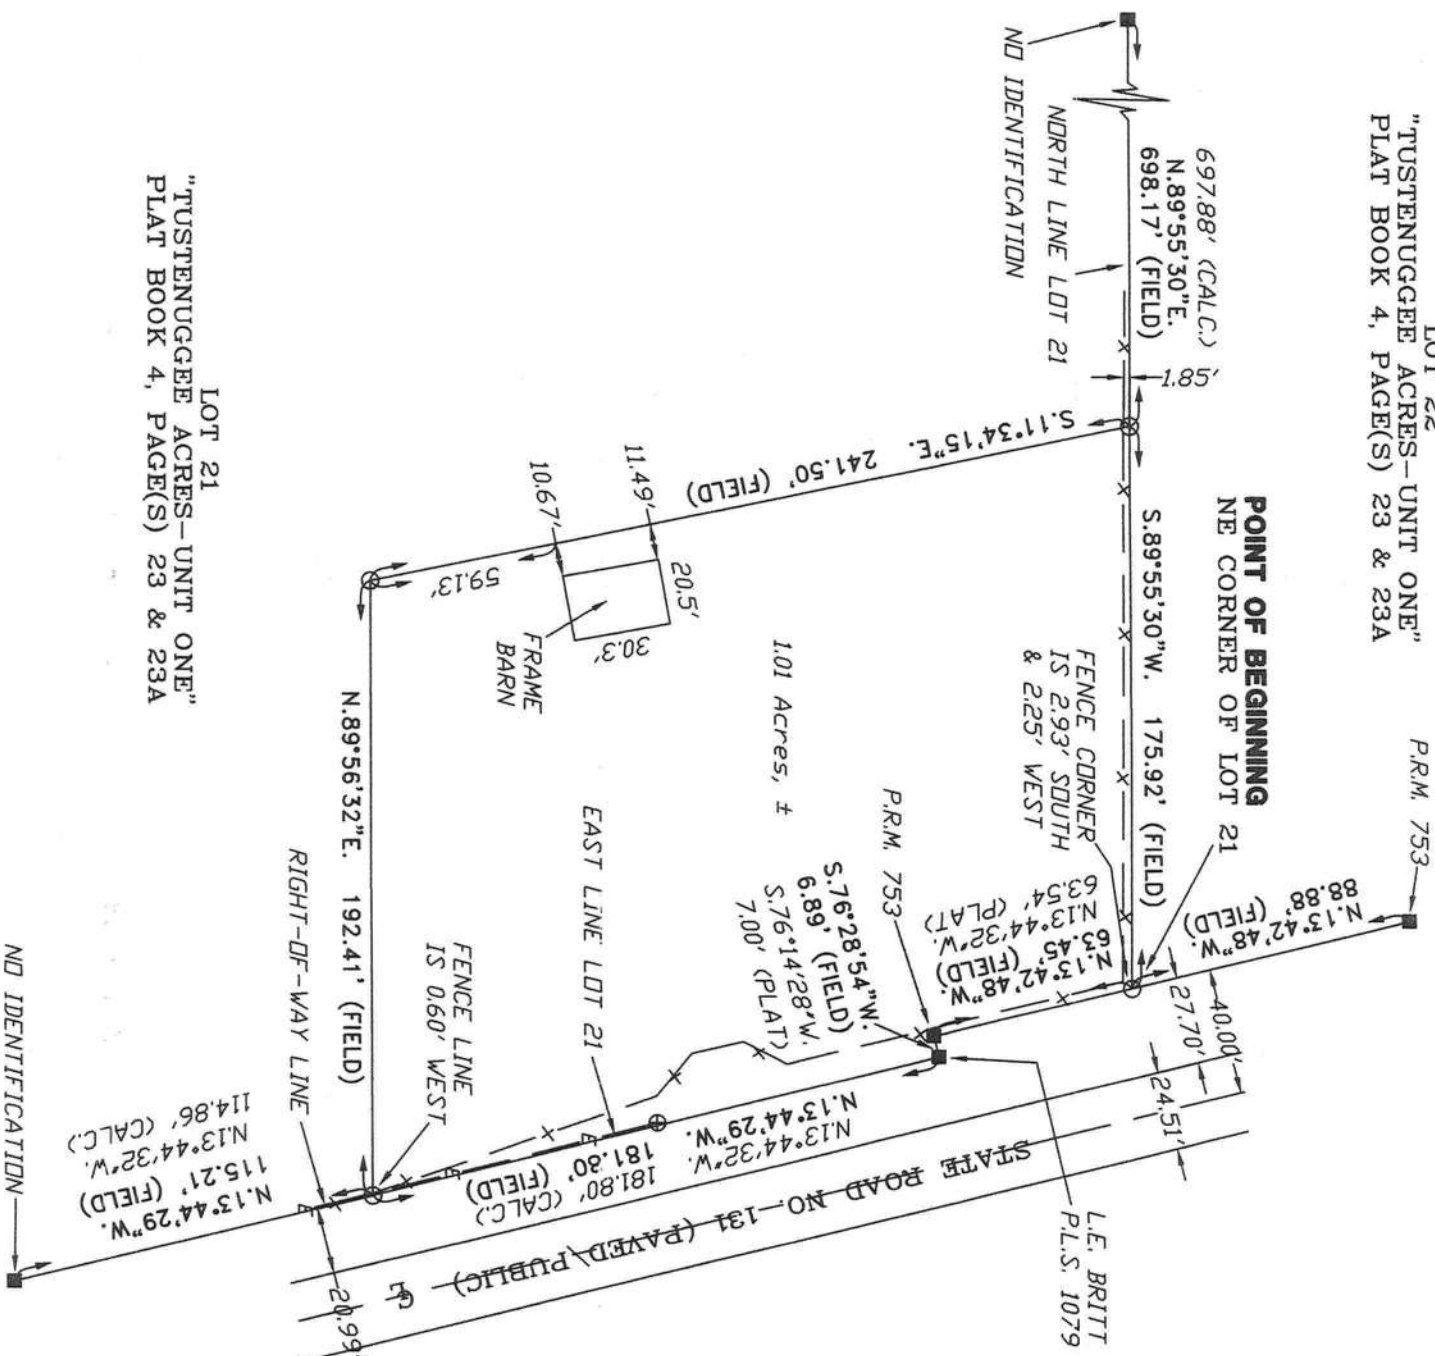 LOT 22
"TUSTENUGGEE ACRES-UNIT ONE"
PLAT BOOK 4, PAGE(S) 23 & 23A
P.R.M. 753
NO IDENTIFICATION
NORTH LINE LOT 21
697.88' (CALC.)
N.89°55'30"E.
698.17' (FIELD)
1.85'
POINT OF BEGINNING
NE CORNER OF LOT 21
S.89°55'30"W. 175.92' (FIELD)
N.13°42'48"W.
88.88' (FIELD)
40.00'
27.70'
24.51'
FENCE CORNER
IS 2.93' SOUTH
& 2.25' WEST
N.13°42'48"W.
63.45' (FIELD)
N.13°44'32"W.
63.54' (PLAT)
P.R.M. 753
S.76°28'54"W.
6.89' (FIELD)
S.76°14'28"W.
7.00' (PLAT)
L.E. BRITT
P.L.S. 1079
S.11°34'15"E. 241.50' (FIELD)
11.49'
10.67'
20.5'
30.3'
59.13'
FRAME
BARN
1.01 Acres, ±
EAST LINE LOT 21
N.13°44'29"W.
181.80' (FIELD)
N.13°44'32"W.
181.80' (CALC.)
STATE ROAD NO. 131 (PAVED/PUBLIC)
℄
N.89°56'32"E. 192.41' (FIELD)
FENCE LINE
IS 0.60' WEST
RIGHT-OF-WAY LINE
20.99'
N.13°44'29"W.
115.21' (FIELD)
N.13°44'32"W.
114.86' (CALC.)
NO IDENTIFICATION
LOT 21
"TUSTENUGGEE ACRES-UNIT ONE"
PLAT BOOK 4, PAGE(S) 23 & 23A